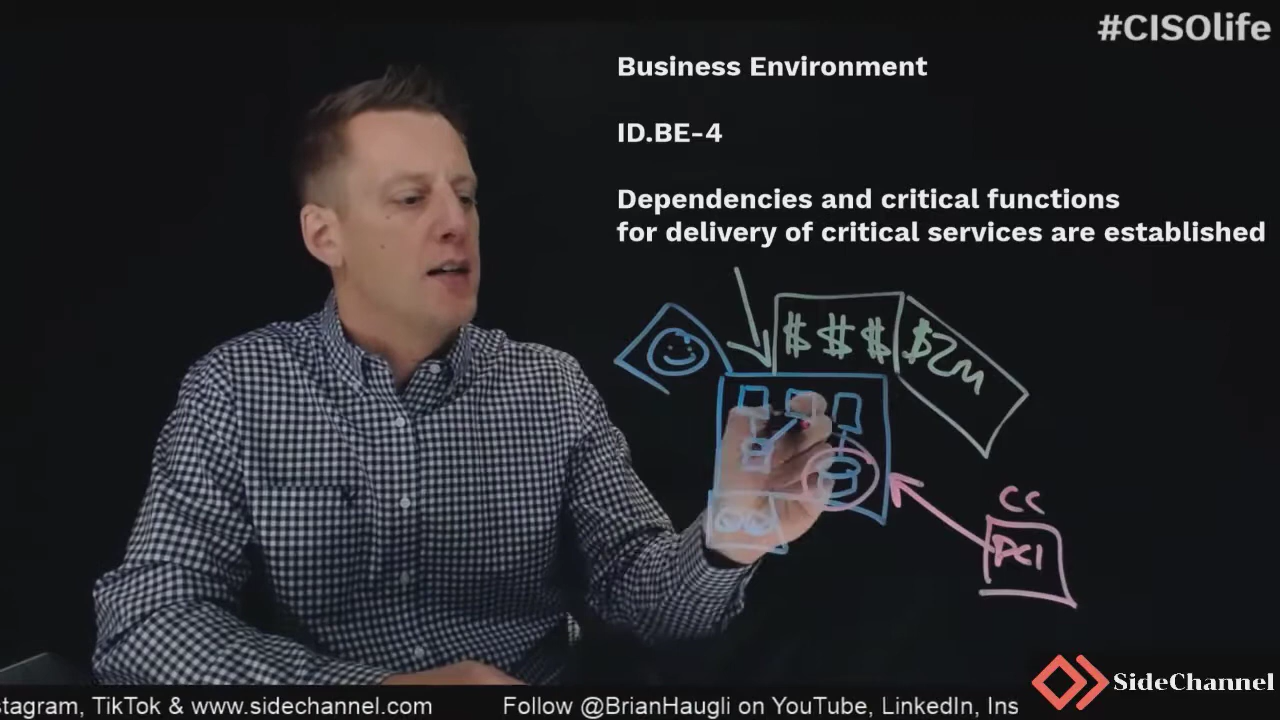 #CISOlife
Business Environment
ID.BE-4
Dependencies and critical functions
for delivery of critical services are established
$ $ $ $2M
CC
PCI
SideChannel
stagram, TikTok & www.sidechannel.com Follow @BrianHaugli on YouTube, LinkedIn, Ins